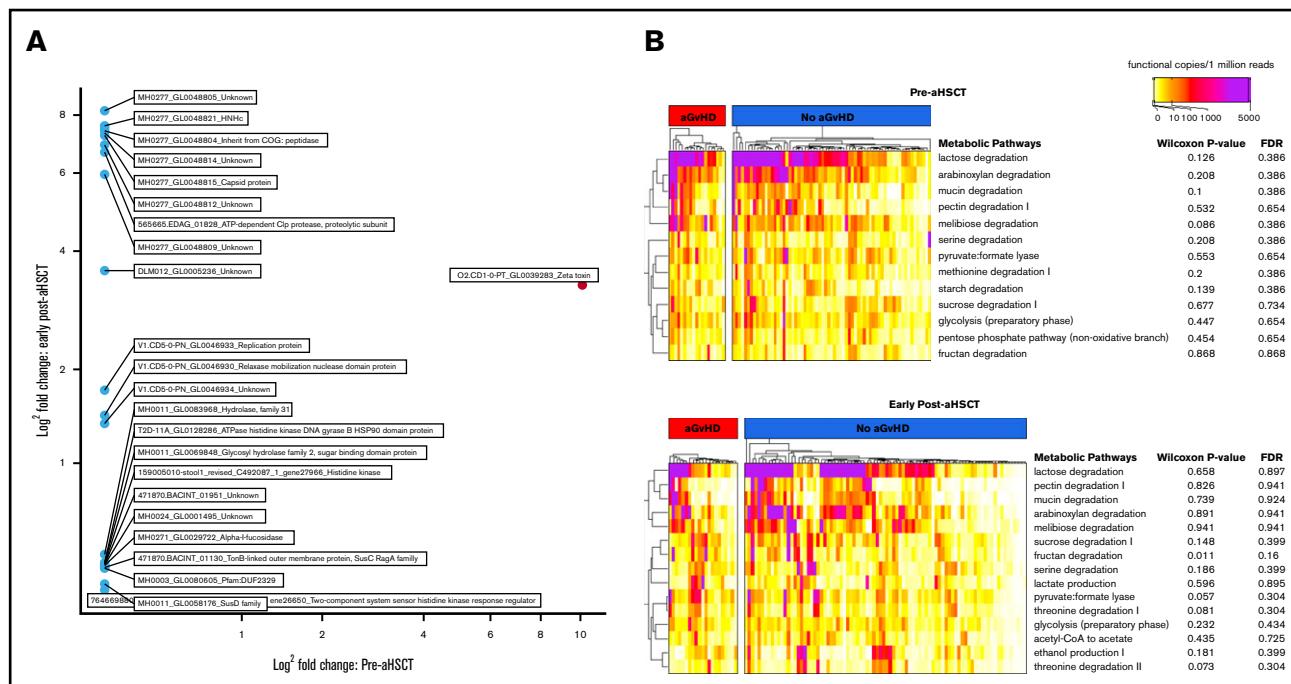 A
Log2 fold change: early post-aHSCT
8
6
4
2
1
MH0277_GL0048805_Unknown
MH0277_GL0048821_HNHc
MH0277_GL0048804_Inherit from COG: peptidase
MH0277_GL0048814_Unknown
MH0277_GL0048815_Capsid protein
MH0277_GL0048812_Unknown
565665.EDAG_01828_ATP-dependent Clp protease, proteolytic subunit
MH0277_GL0048809_Unknown
DLM012_GL0005236_Unknown
O2.CD1-0-PT_GL0039283_Zeta toxin
V1.CD5-0-PN_GL0046933_Replication protein
V1.CD5-0-PN_GL0046930_Relaxase mobilization nuclease domain protein
V1.CD5-0-PN_GL0046934_Unknown
MH0011_GL0083968_Hydrolase, family 31
T2D-11A_GL0128286_ATPase histidine kinase DNA gyrase B HSP90 domain protein
MH0011_GL0069848_Glycosyl hydrolase family 2, sugar binding domain protein
159005010-stool1_revised_C492087_1_gene27966_Histidine kinase
471870.BACINT_01951_Unknown
MH0024_GL0001495_Unknown
MH0271_GL0029722_Alpha-l-fucosidase
471870.BACINT_01130_TonB-linked outer membrane protein, SusC RagA familly
MH0003_GL0080605_Pfam:DUF2329
ene26650_Two-component system sensor histidine kinase response regulator
MH0011_GL0058176_SusD family
1 2 4 6 8 10
Log2 fold change: Pre-aHSCT
B
functional copies/1 million reads
0 10 100 1000 5000
Pre-aHSCT
aGvHD No aGvHD
Metabolic Pathways Wilcoxon P-value FDR
lactose degradation 0.126 0.386
arabinoxylan degradation 0.208 0.386
mucin degradation 0.1 0.386
pectin degradation I 0.532 0.654
melibiose degradation 0.086 0.386
serine degradation 0.208 0.386
pyruvate:formate lyase 0.553 0.654
methionine degradation I 0.2 0.386
starch degradation 0.139 0.386
sucrose degradation I 0.677 0.734
glycolysis (preparatory phase) 0.447 0.654
pentose phosphate pathway (non-oxidative branch) 0.454 0.654
fructan degradation 0.868 0.868
Early Post-aHSCT
aGvHD No aGvHD
Metabolic Pathways Wilcoxon P-value FDR
lactose degradation 0.658 0.897
pectin degradation I 0.826 0.941
mucin degradation 0.739 0.924
arabinoxylan degradation 0.891 0.941
melibiose degradation 0.941 0.941
sucrose degradation I 0.148 0.399
fructan degradation 0.011 0.16
serine degradation 0.186 0.399
lactate production 0.596 0.895
pyruvate:formate lyase 0.057 0.304
threonine degradation I 0.081 0.304
glycolysis (preparatory phase) 0.232 0.434
acetyl-CoA to acetate 0.435 0.725
ethanol production I 0.181 0.399
threonine degradation II 0.073 0.304